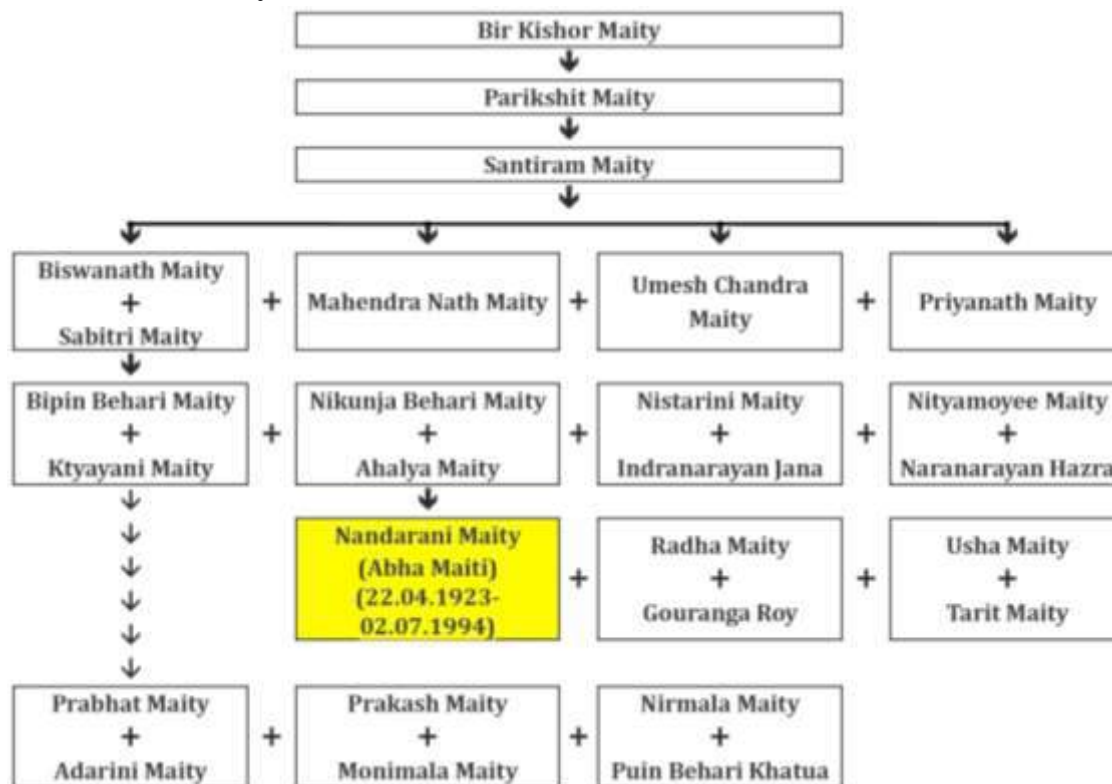 Bir Kishor Maity
Parikshit Maity
Santiram Maity
Biswanath Maity
+
Sabitri Maity
+
Mahendra Nath Maity
+
Umesh Chandra
Maity
+
Priyanath Maity
Bipin Behari Maity
+
Ktyayani Maity
+
Nikunja Behari Maity
+
Ahalya Maity
+
Nistarini Maity
+
Indranarayan Jana
+
Nityamoyee Maity
+
Naranarayan Hazra
Nandarani Maity
(Abha Maiti)
(22.04.1923-
02.07.1994)
+
Radha Maity
+
Gouranga Roy
+
Usha Maity
+
Tarit Maity
Prabhat Maity
+
Adarini Maity
+
Prakash Maity
+
Monimala Maity
+
Nirmala Maity
+
Puin Behari Khatua